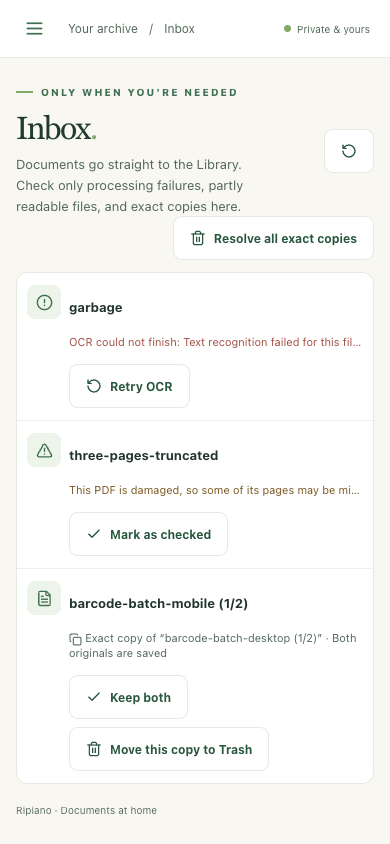 Your archive / Inbox
Private & yours
ONLY WHEN YOU'RE NEEDED
Inbox.
Documents go straight to the Library.
Check only processing failures, partly
readable files, and exact copies here.
Resolve all exact copies
garbage
OCR could not finish: Text recognition failed for this fil…
Retry OCR
three-pages-truncated
This PDF is damaged, so some of its pages may be mi…
Mark as checked
barcode-batch-mobile (1/2)
Exact copy of “barcode-batch-desktop (1/2)” · Both
originals are saved
Keep both
Move this copy to Trash
Ripiano · Documents at home